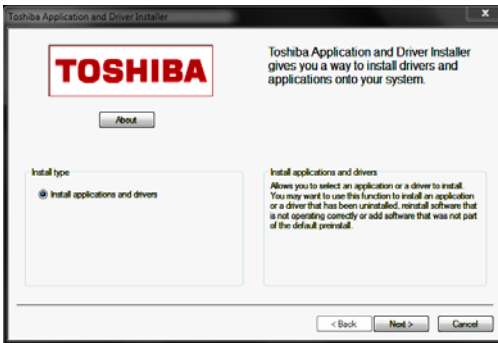 Toshiba Application and Driver Installer
x
TOSHIBA
Toshiba Application and Driver Installer
gives you a way to install drivers and
applications onto your system.
About
Install type
Install applications and drivers
Install applications and drivers
Allows you to select an application or a driver to install.
You may want to use this function to install an application
or a driver that has been uninstalled, reinstall software that
is not operating correctly or add software that was not part
of the default preinstall.
< Back
Next >
Cancel